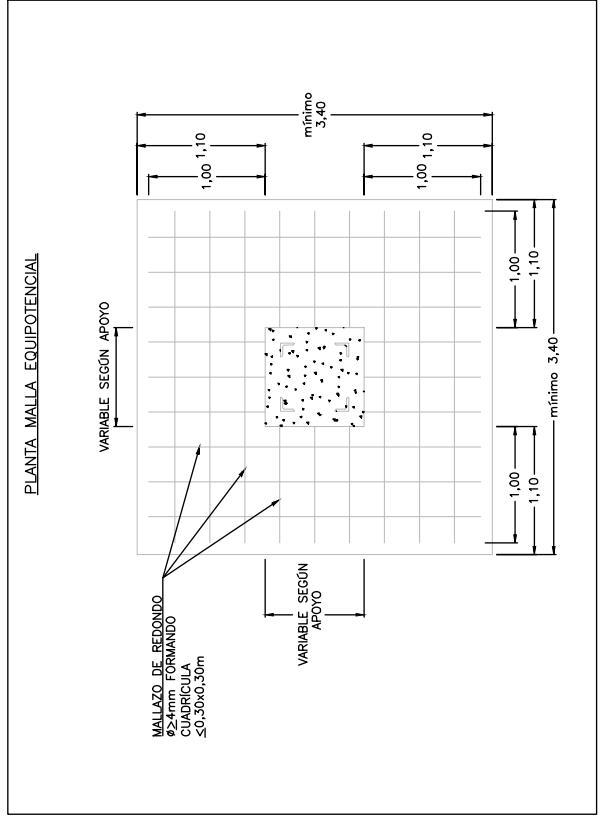 PLANTA MALLA EQUIPOTENCIAL
VARIABLE SEGÚN APOYO
MALLAZO DE REDONDO
ø≥4mm FORMANDO
CUADRÍCULA
≤0,30x0,30m
VARIABLE SEGÚN
APOYO
1,00
1,10
mínimo
3,40
1,00
1,10
1,00
1,10
1,00
1,10
mínimo 3,40